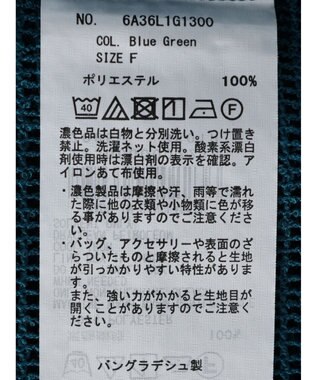 NO. 6A36L1G1300
COL. Blue Green
SIZE F
ポリエステル 100%
40 F
濃色品は白物と分別洗い。つけ置き
禁止。洗濯ネット使用。酸素系漂白
剤使用時は漂白剤の表示を確認。ア
イロンあて布使用。
・濃色製品は摩擦や汗、雨等で濡れ
た際に他の衣類や小物類に色が移
る事がありますのでご注意くださ
い。
・バッグ、アクセサリーや表面のざ
らついたものと摩擦されると生地
が引っかかりやすい特性がありま
す。
また、強い力がかかると生地目が
開くことがありますのでご注意く
ださい。
バングラデシュ製